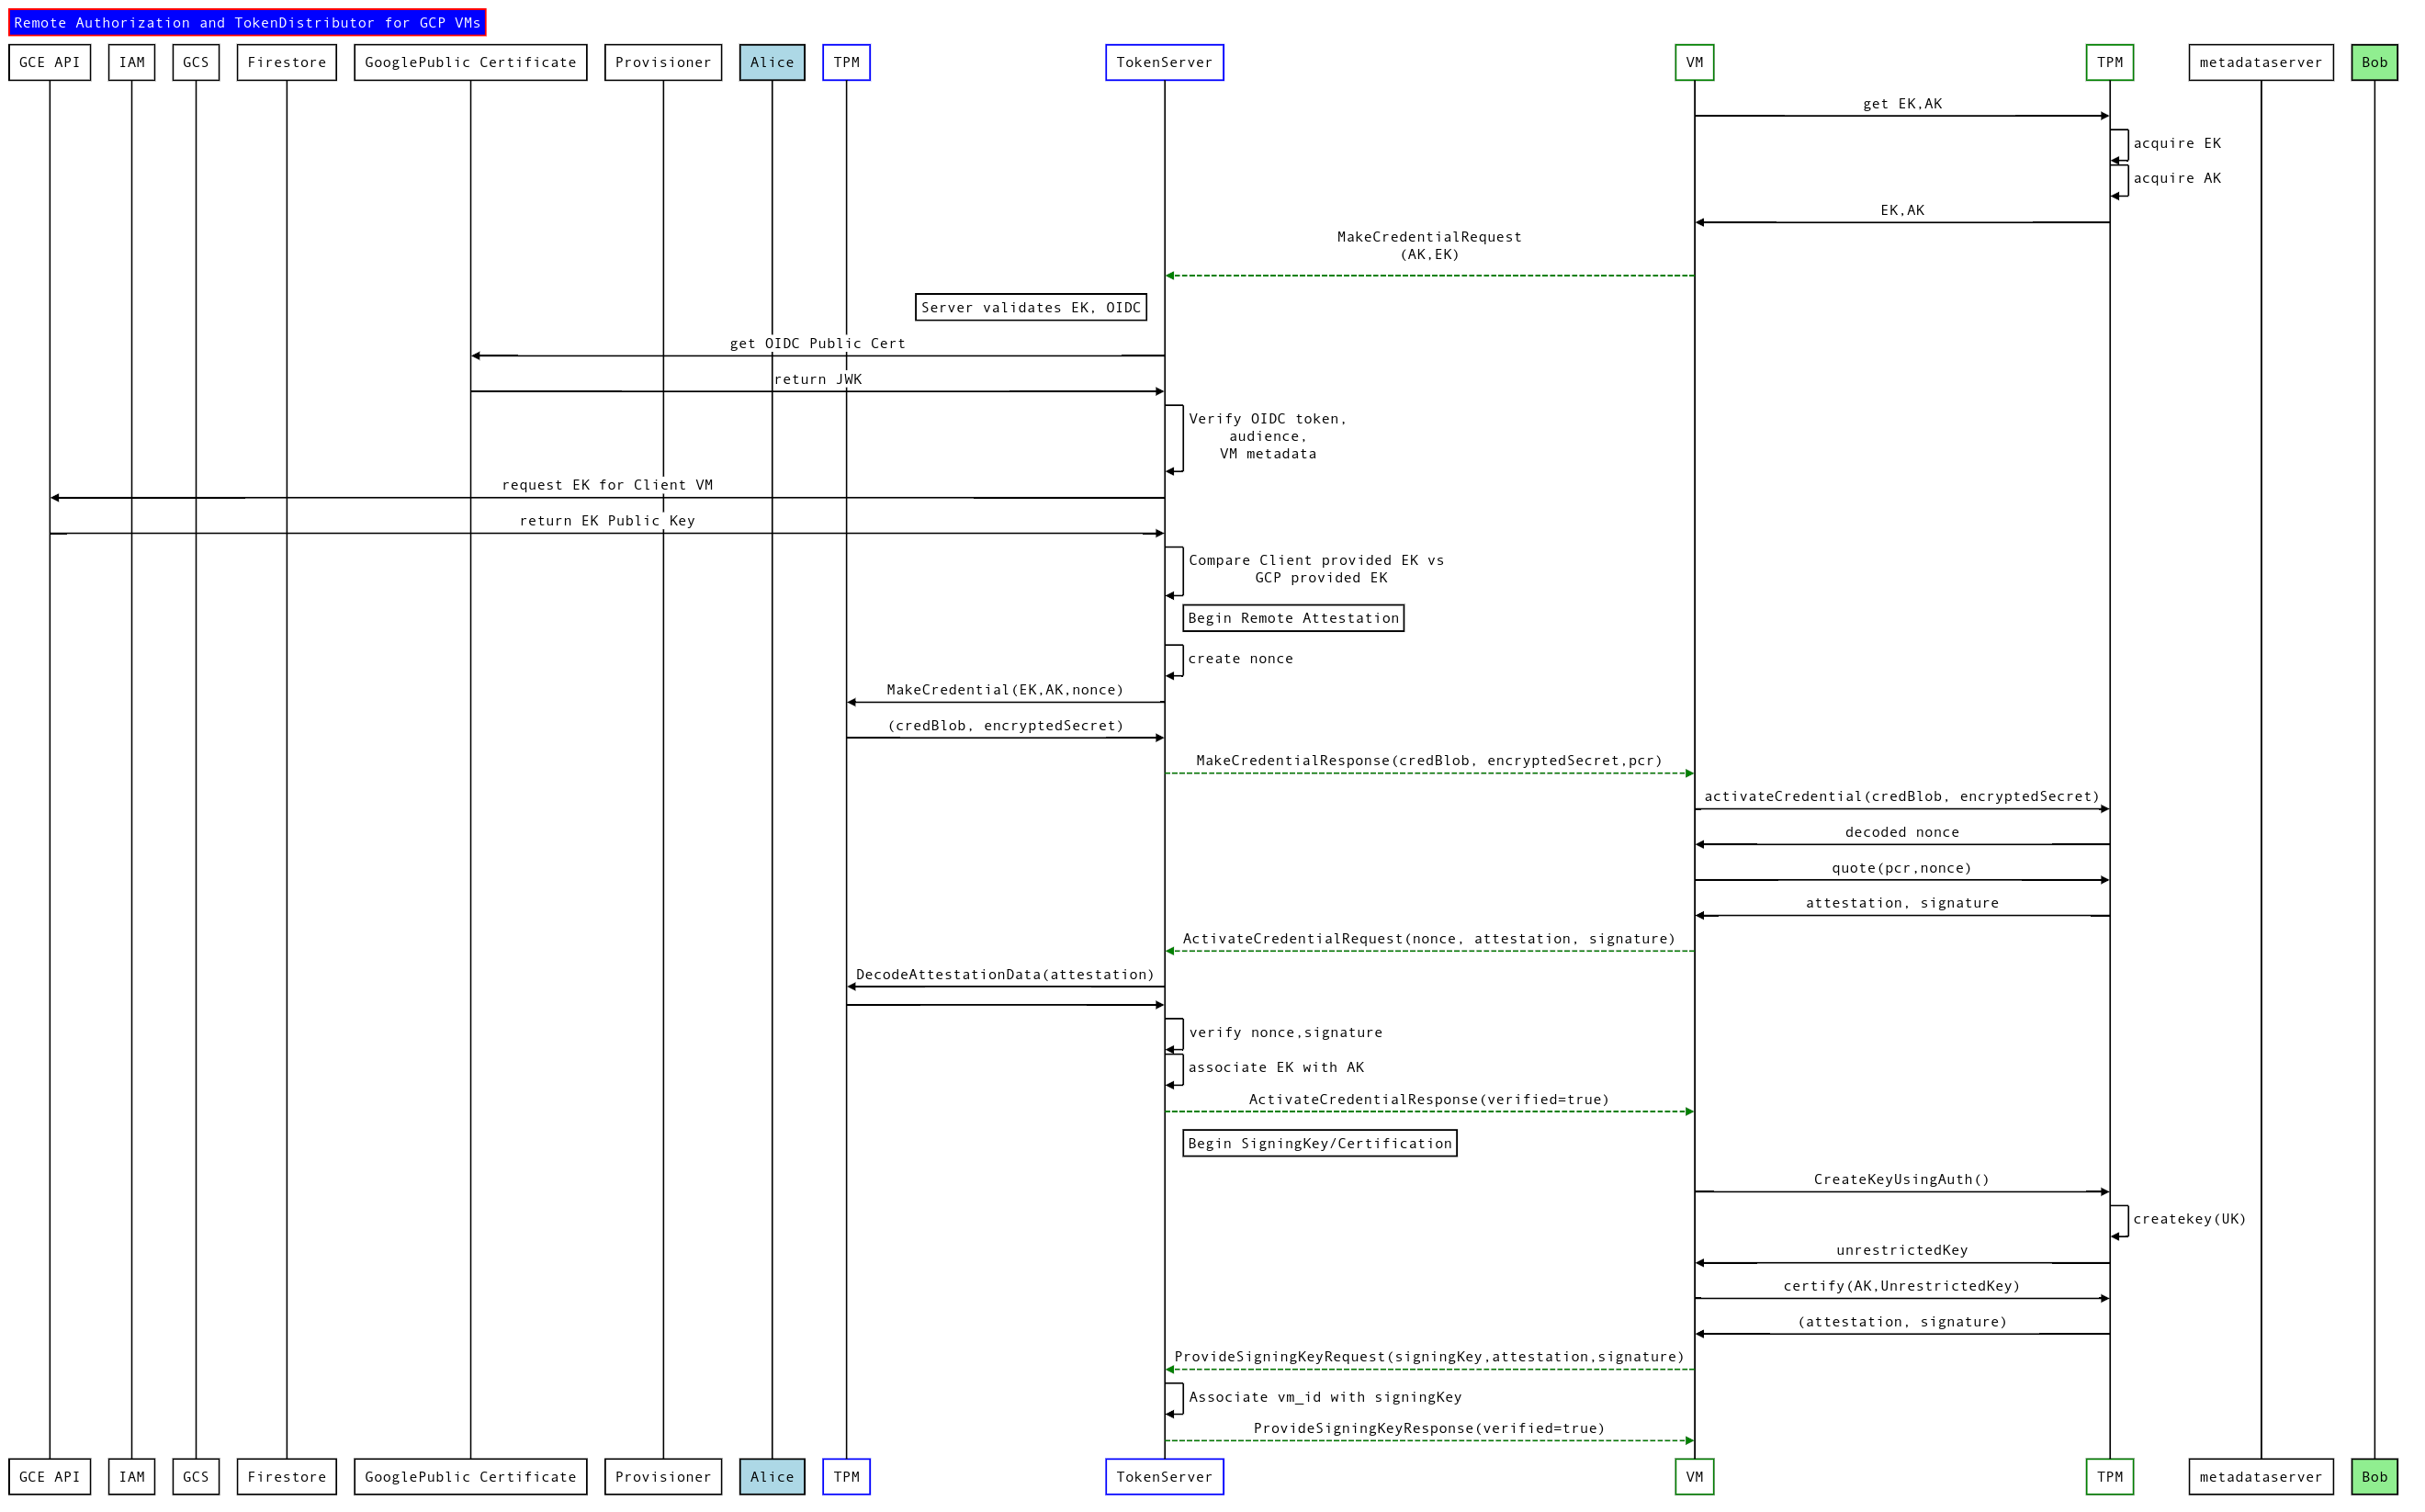 Remote Authorization and TokenDistributor for GCP VMs
GCE API
IAM
GCS
Firestore
GooglePublic Certificate
Provisioner
Alice
TPM
TokenServer
VM
TPM
metadataserver
Bob
get EK,AK
acquire EK
acquire AK
EK,AK
MakeCredentialRequest
(AK,EK)
Server validates EK, OIDC
get OIDC Public Cert
return JWK
Verify OIDC token,
audience,
VM metadata
request EK for Client VM
return EK Public Key
Compare Client provided EK vs
GCP provided EK
Begin Remote Attestation
create nonce
MakeCredential(EK,AK,nonce)
(credBlob, encryptedSecret)
MakeCredentialResponse(credBlob, encryptedSecret,pcr)
activateCredential(credBlob, encryptedSecret)
decoded nonce
quote(pcr,nonce)
attestation, signature
ActivateCredentialRequest(nonce, attestation, signature)
DecodeAttestationData(attestation)
verify nonce,signature
associate EK with AK
ActivateCredentialResponse(verified=true)
Begin SigningKey/Certification
CreateKeyUsingAuth()
createkey(UK)
unrestrictedKey
certify(AK,UnrestrictedKey)
(attestation, signature)
ProvideSigningKeyRequest(signingKey,attestation,signature)
Associate vm_id with signingKey
ProvideSigningKeyResponse(verified=true)
GCE API
IAM
GCS
Firestore
GooglePublic Certificate
Provisioner
Alice
TPM
TokenServer
VM
TPM
metadataserver
Bob